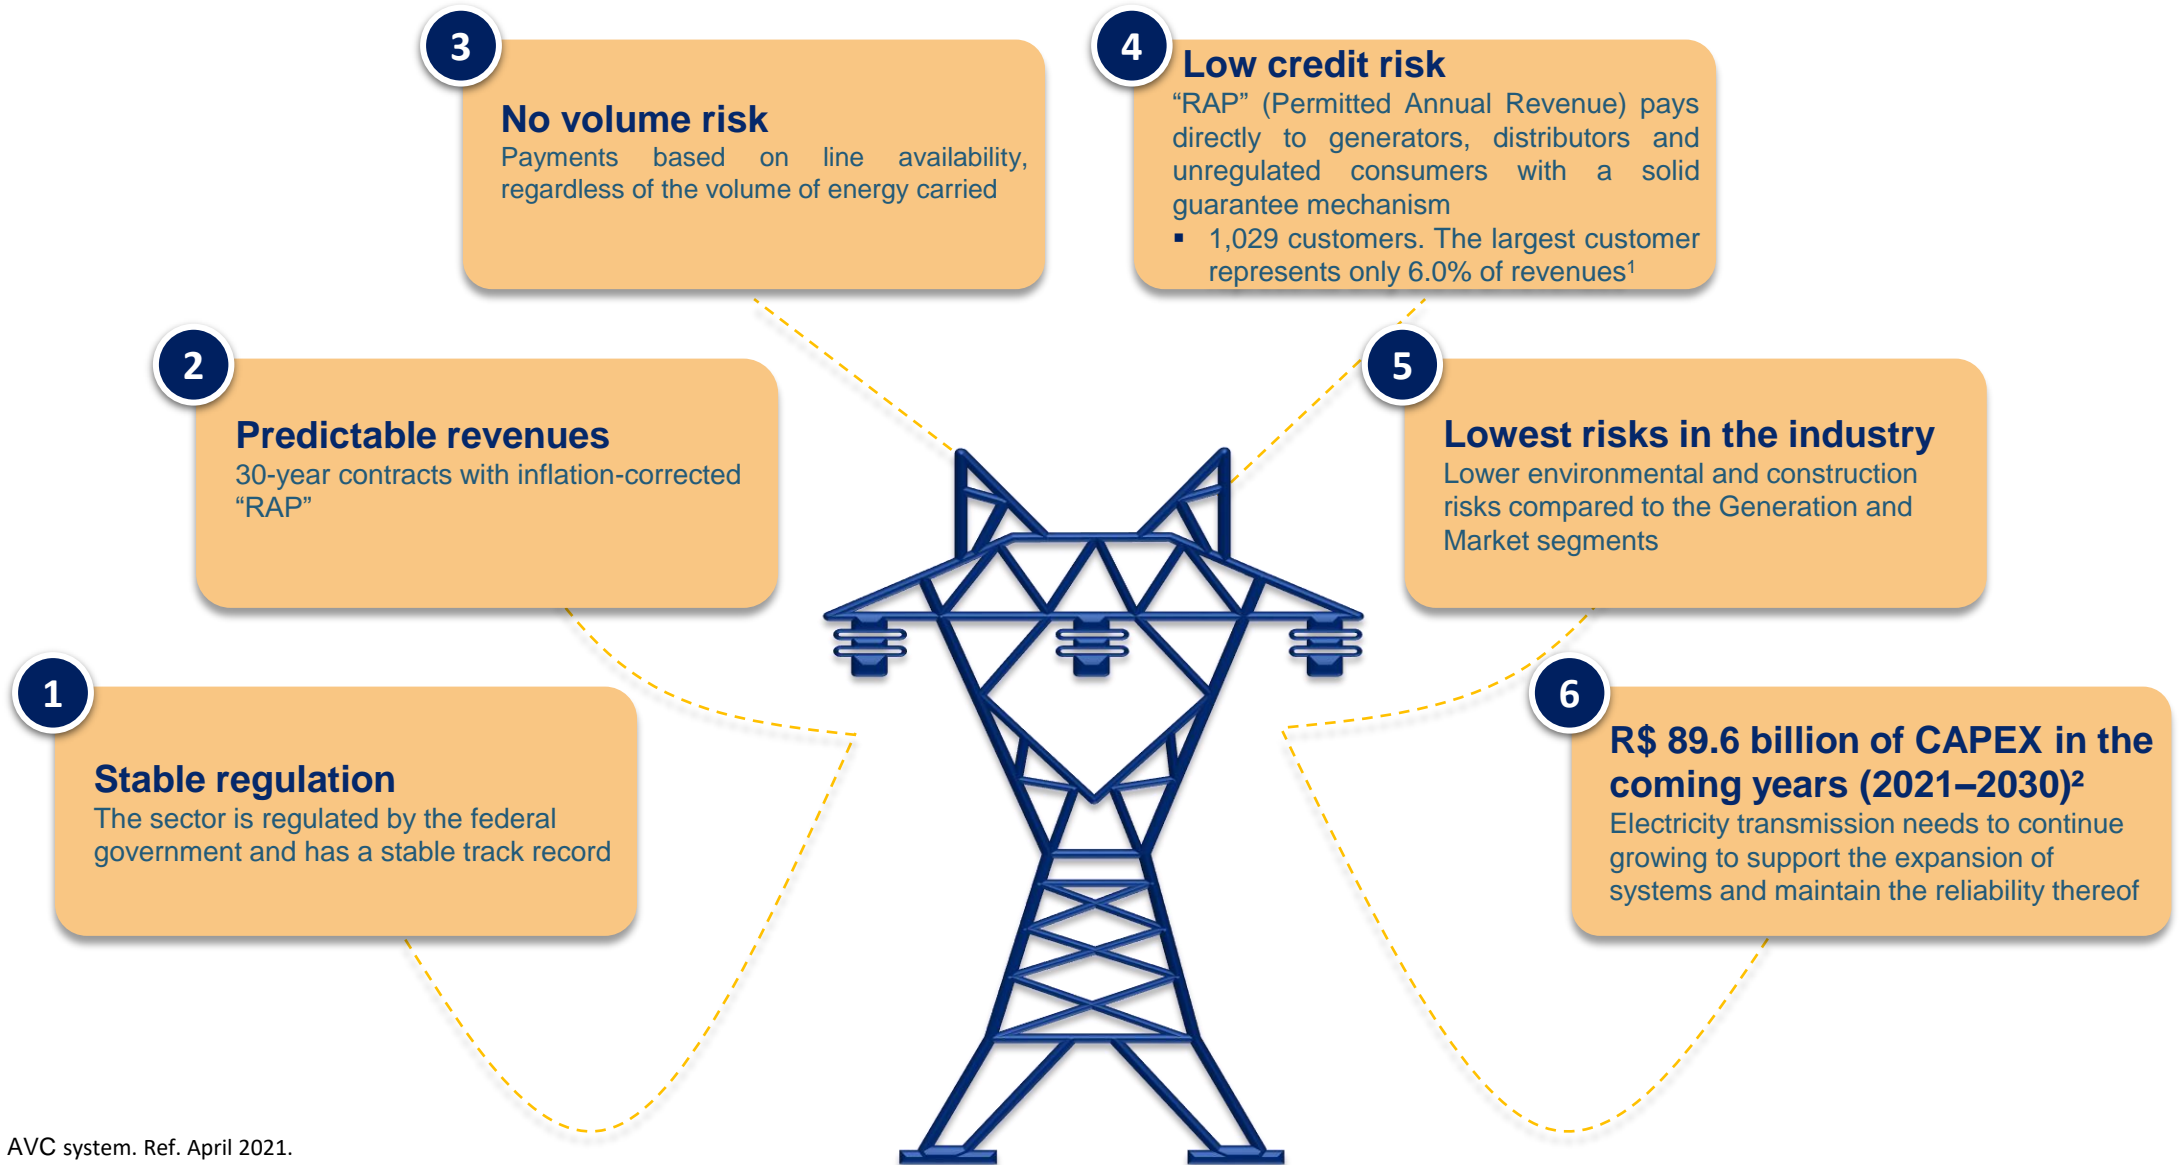 1
Stable regulation
The sector is regulated by the federal
government and has a stable track record
2
Predictable revenues
30-year contracts with inflation-corrected
“RAP”
3
No volume risk
Payments based on line availability,
regardless of the volume of energy carried
4
Low credit risk
“RAP” (Permitted Annual Revenue) pays
directly to generators, distributors and
unregulated consumers with a solid
guarantee mechanism
▪ 1,029 customers. The largest customer
represents only 6.0% of revenues¹
5
Lowest risks in the industry
Lower environmental and construction
risks compared to the Generation and
Market segments
6
R$ 89.6 billion of CAPEX in the
coming years (2021–2030)²
Electricity transmission needs to continue
growing to support the expansion of
systems and maintain the reliability thereof
AVC system. Ref. April 2021.